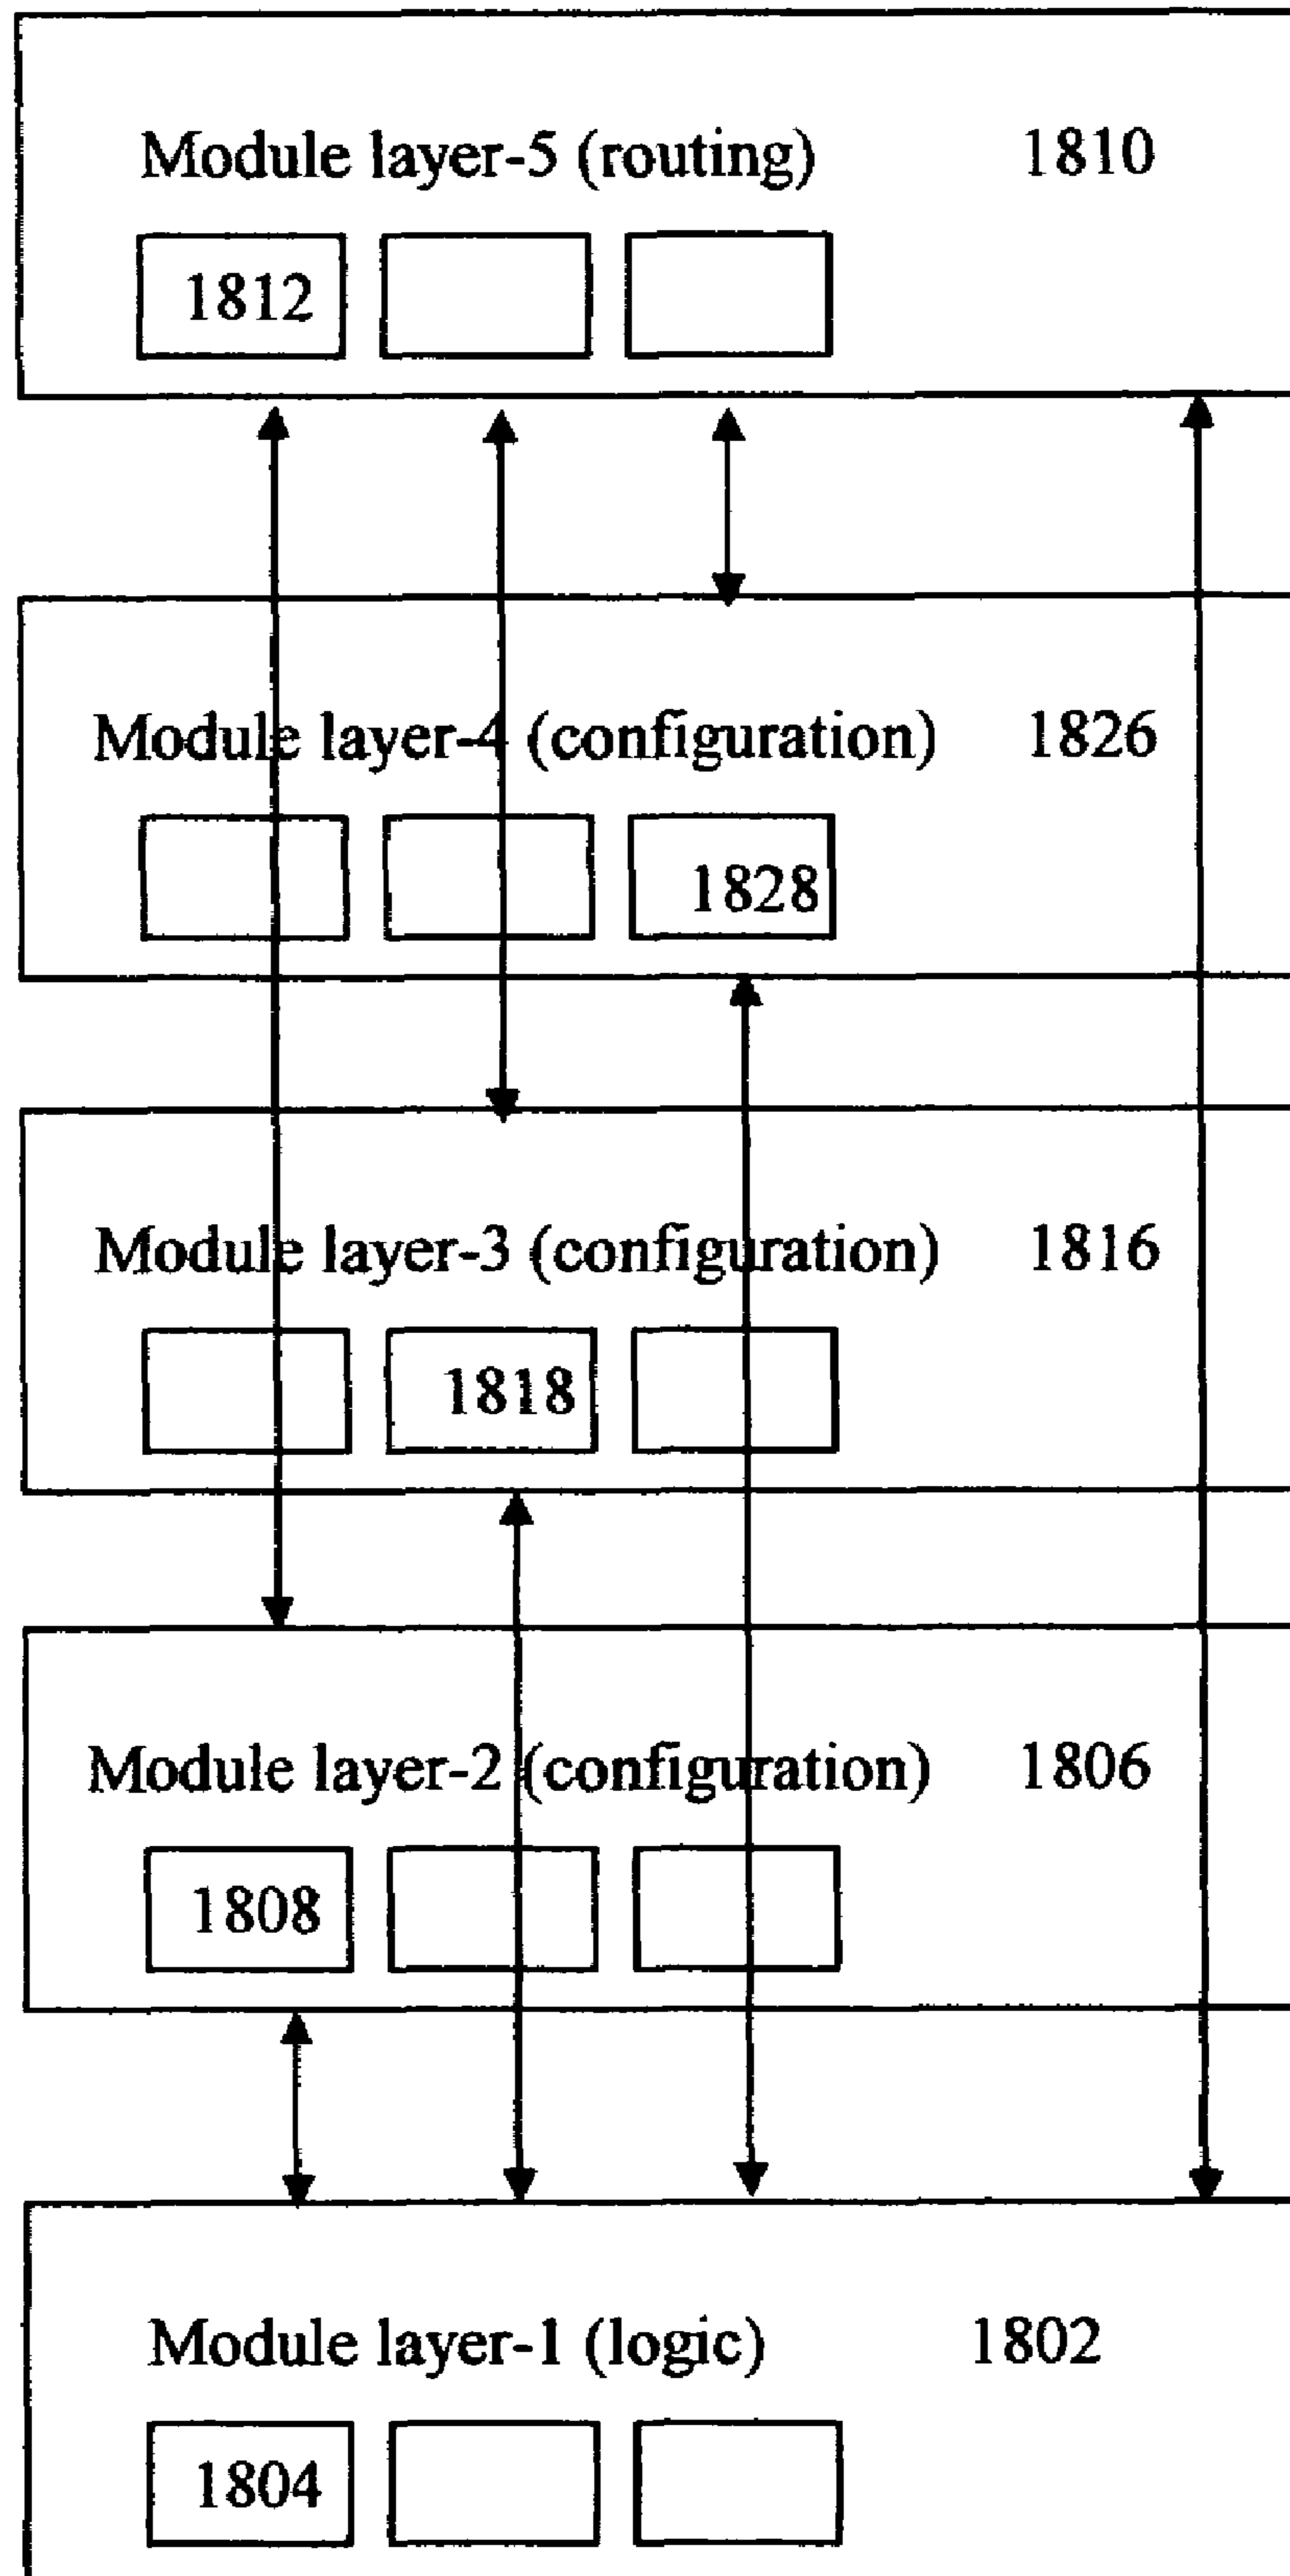 Module layer-5 (routing) 1810
1812
Module layer-4 (configuration) 1826
1828
Module layer-3 (configuration) 1816
1818
Module layer-2 (configuration) 1806
1808
Module layer-1 (logic) 1802
1804